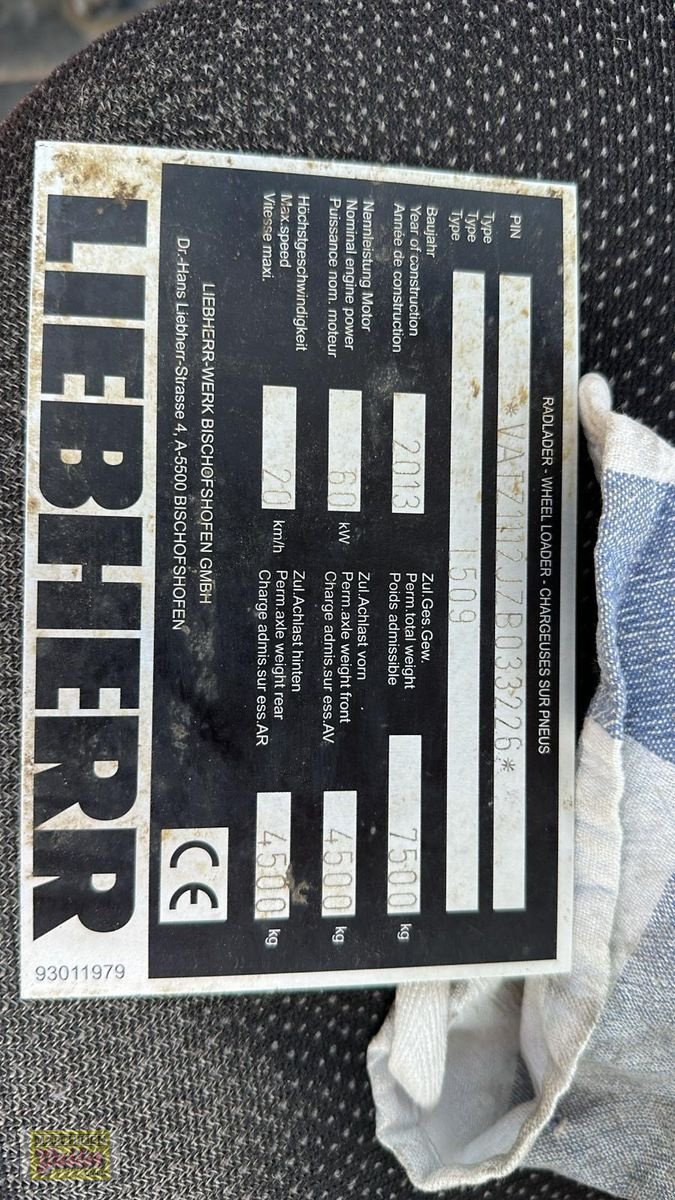 RADLADER - WHEEL LOADER - CHARGEUSES SUR PNEUS
PIN *VATZ1112JZB033226*
Type
Type
Type L509
Baujahr
Year of construction
Année de construction 2013
Zul.Ges.Gew.
Perm.total weight
Poids admissible 7500 kg
Nennleistung Motor
Nominal engine power
Puissance nom. moteur 60 kW
Zul.Achlast vorn
Perm.axle weight front
Charge admis.sur ess.AV 4500 kg
Höchstgeschwindigkeit
Max.speed
Vitesse maxi. 20 km/h
Zul.Achlast hinten
Perm.axle weight rear
Charge admis.sur ess.AR 4500 kg
LIEBHERR-WERK BISCHOFSHOFEN GMBH
Dr.-Hans Liebherr-Strasse 4, A-5500 BISCHOFSHOFEN
CE
LIEBHERR
93011979